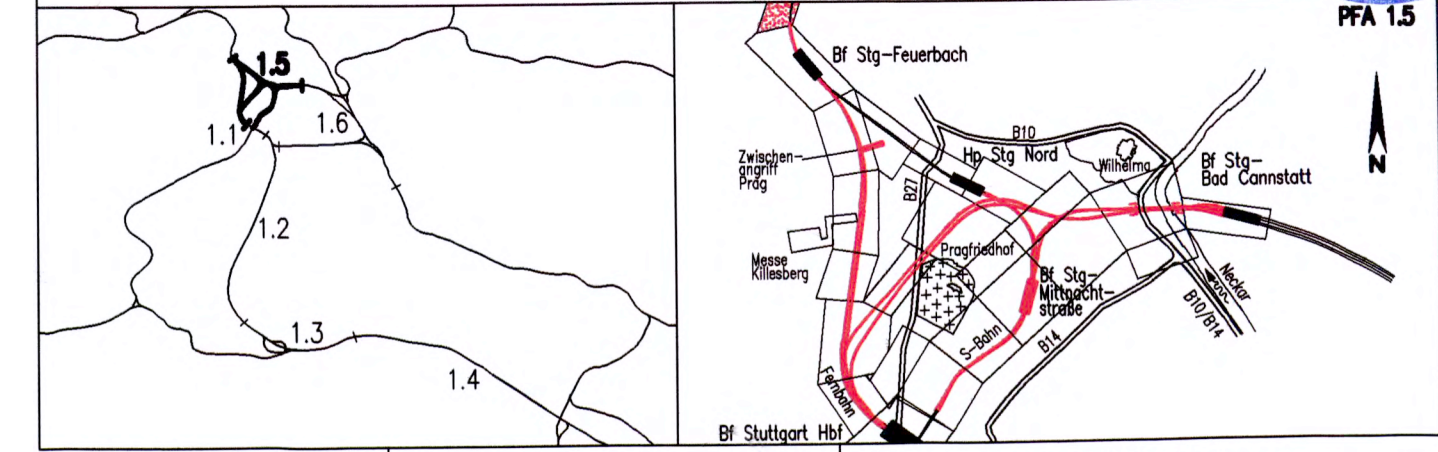 1.5
1.1
1.6
1.2
1.3
1.4
PFA 1.5
Bf Stg-Feuerbach
B10
Hp Stg Nord
Wilhelma
Bf Stg-
Bad Cannstatt
Zwischen-
angriff
Prag
B27
Messe
Killesberg
Pragfriedhof
Bf Stg-
Mittnacht-
straße
Neckar
B10/B14
S-Bahn
B14
Fernbahn
Bf Stuttgart Hbf
N